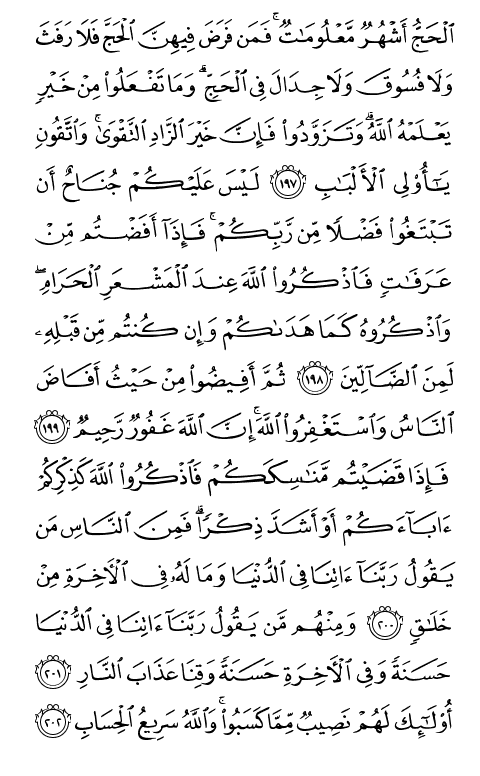 ٱلۡحَجُّ أَشۡهُرٞ مَّعۡلُومَٰتٞۚ فَمَن فَرَضَ فِيهِنَّ ٱلۡحَجَّ فَلَا رَفَثَ
وَلَا فُسُوقَ وَلَا جِدَالَ فِي ٱلۡحَجِّۗ وَمَا تَفۡعَلُواْ مِنۡ خَيۡرٖ
يَعۡلَمۡهُ ٱللَّهُۗ وَتَزَوَّدُواْ فَإِنَّ خَيۡرَ ٱلزَّادِ ٱلتَّقۡوَىٰۖ وَٱتَّقُونِ
يَٰٓأُوْلِي ٱلۡأَلۡبَٰبِ ١٩٧ لَيۡسَ عَلَيۡكُمۡ جُنَاحٌ أَن
تَبۡتَغُواْ فَضۡلٗا مِّن رَّبِّكُمۡۚ فَإِذَآ أَفَضۡتُم مِّنۡ
عَرَفَٰتٖ فَٱذۡكُرُواْ ٱللَّهَ عِندَ ٱلۡمَشۡعَرِ ٱلۡحَرَامِۖ
وَٱذۡكُرُوهُ كَمَا هَدَىٰكُمۡ وَإِن كُنتُم مِّن قَبۡلِهِۦ
لَمِنَ ٱلضَّآلِّينَ ١٩٨ ثُمَّ أَفِيضُواْ مِنۡ حَيۡثُ أَفَاضَ
ٱلنَّاسُ وَٱسۡتَغۡفِرُواْ ٱللَّهَۚ إِنَّ ٱللَّهَ غَفُورٞ رَّحِيمٞ ١٩٩
فَإِذَا قَضَيۡتُم مَّنَٰسِكَكُمۡ فَٱذۡكُرُواْ ٱللَّهَ كَذِكۡرِكُمۡ
ءَابَآءَكُمۡ أَوۡ أَشَدَّ ذِكۡرٗاۗ فَمِنَ ٱلنَّاسِ مَن
يَقُولُ رَبَّنَآ ءَاتِنَا فِي ٱلدُّنۡيَا وَمَا لَهُۥ فِي ٱلۡأٓخِرَةِ مِنۡ
خَلَٰقٖ ٢٠٠ وَمِنۡهُم مَّن يَقُولُ رَبَّنَآ ءَاتِنَا فِي ٱلدُّنۡيَا
حَسَنَةٗ وَفِي ٱلۡأٓخِرَةِ حَسَنَةٗ وَقِنَا عَذَابَ ٱلنَّارِ ٢٠١
أُوْلَٰٓئِكَ لَهُمۡ نَصِيبٞ مِّمَّا كَسَبُواْۚ وَٱللَّهُ سَرِيعُ ٱلۡحِسَابِ ٢٠٢